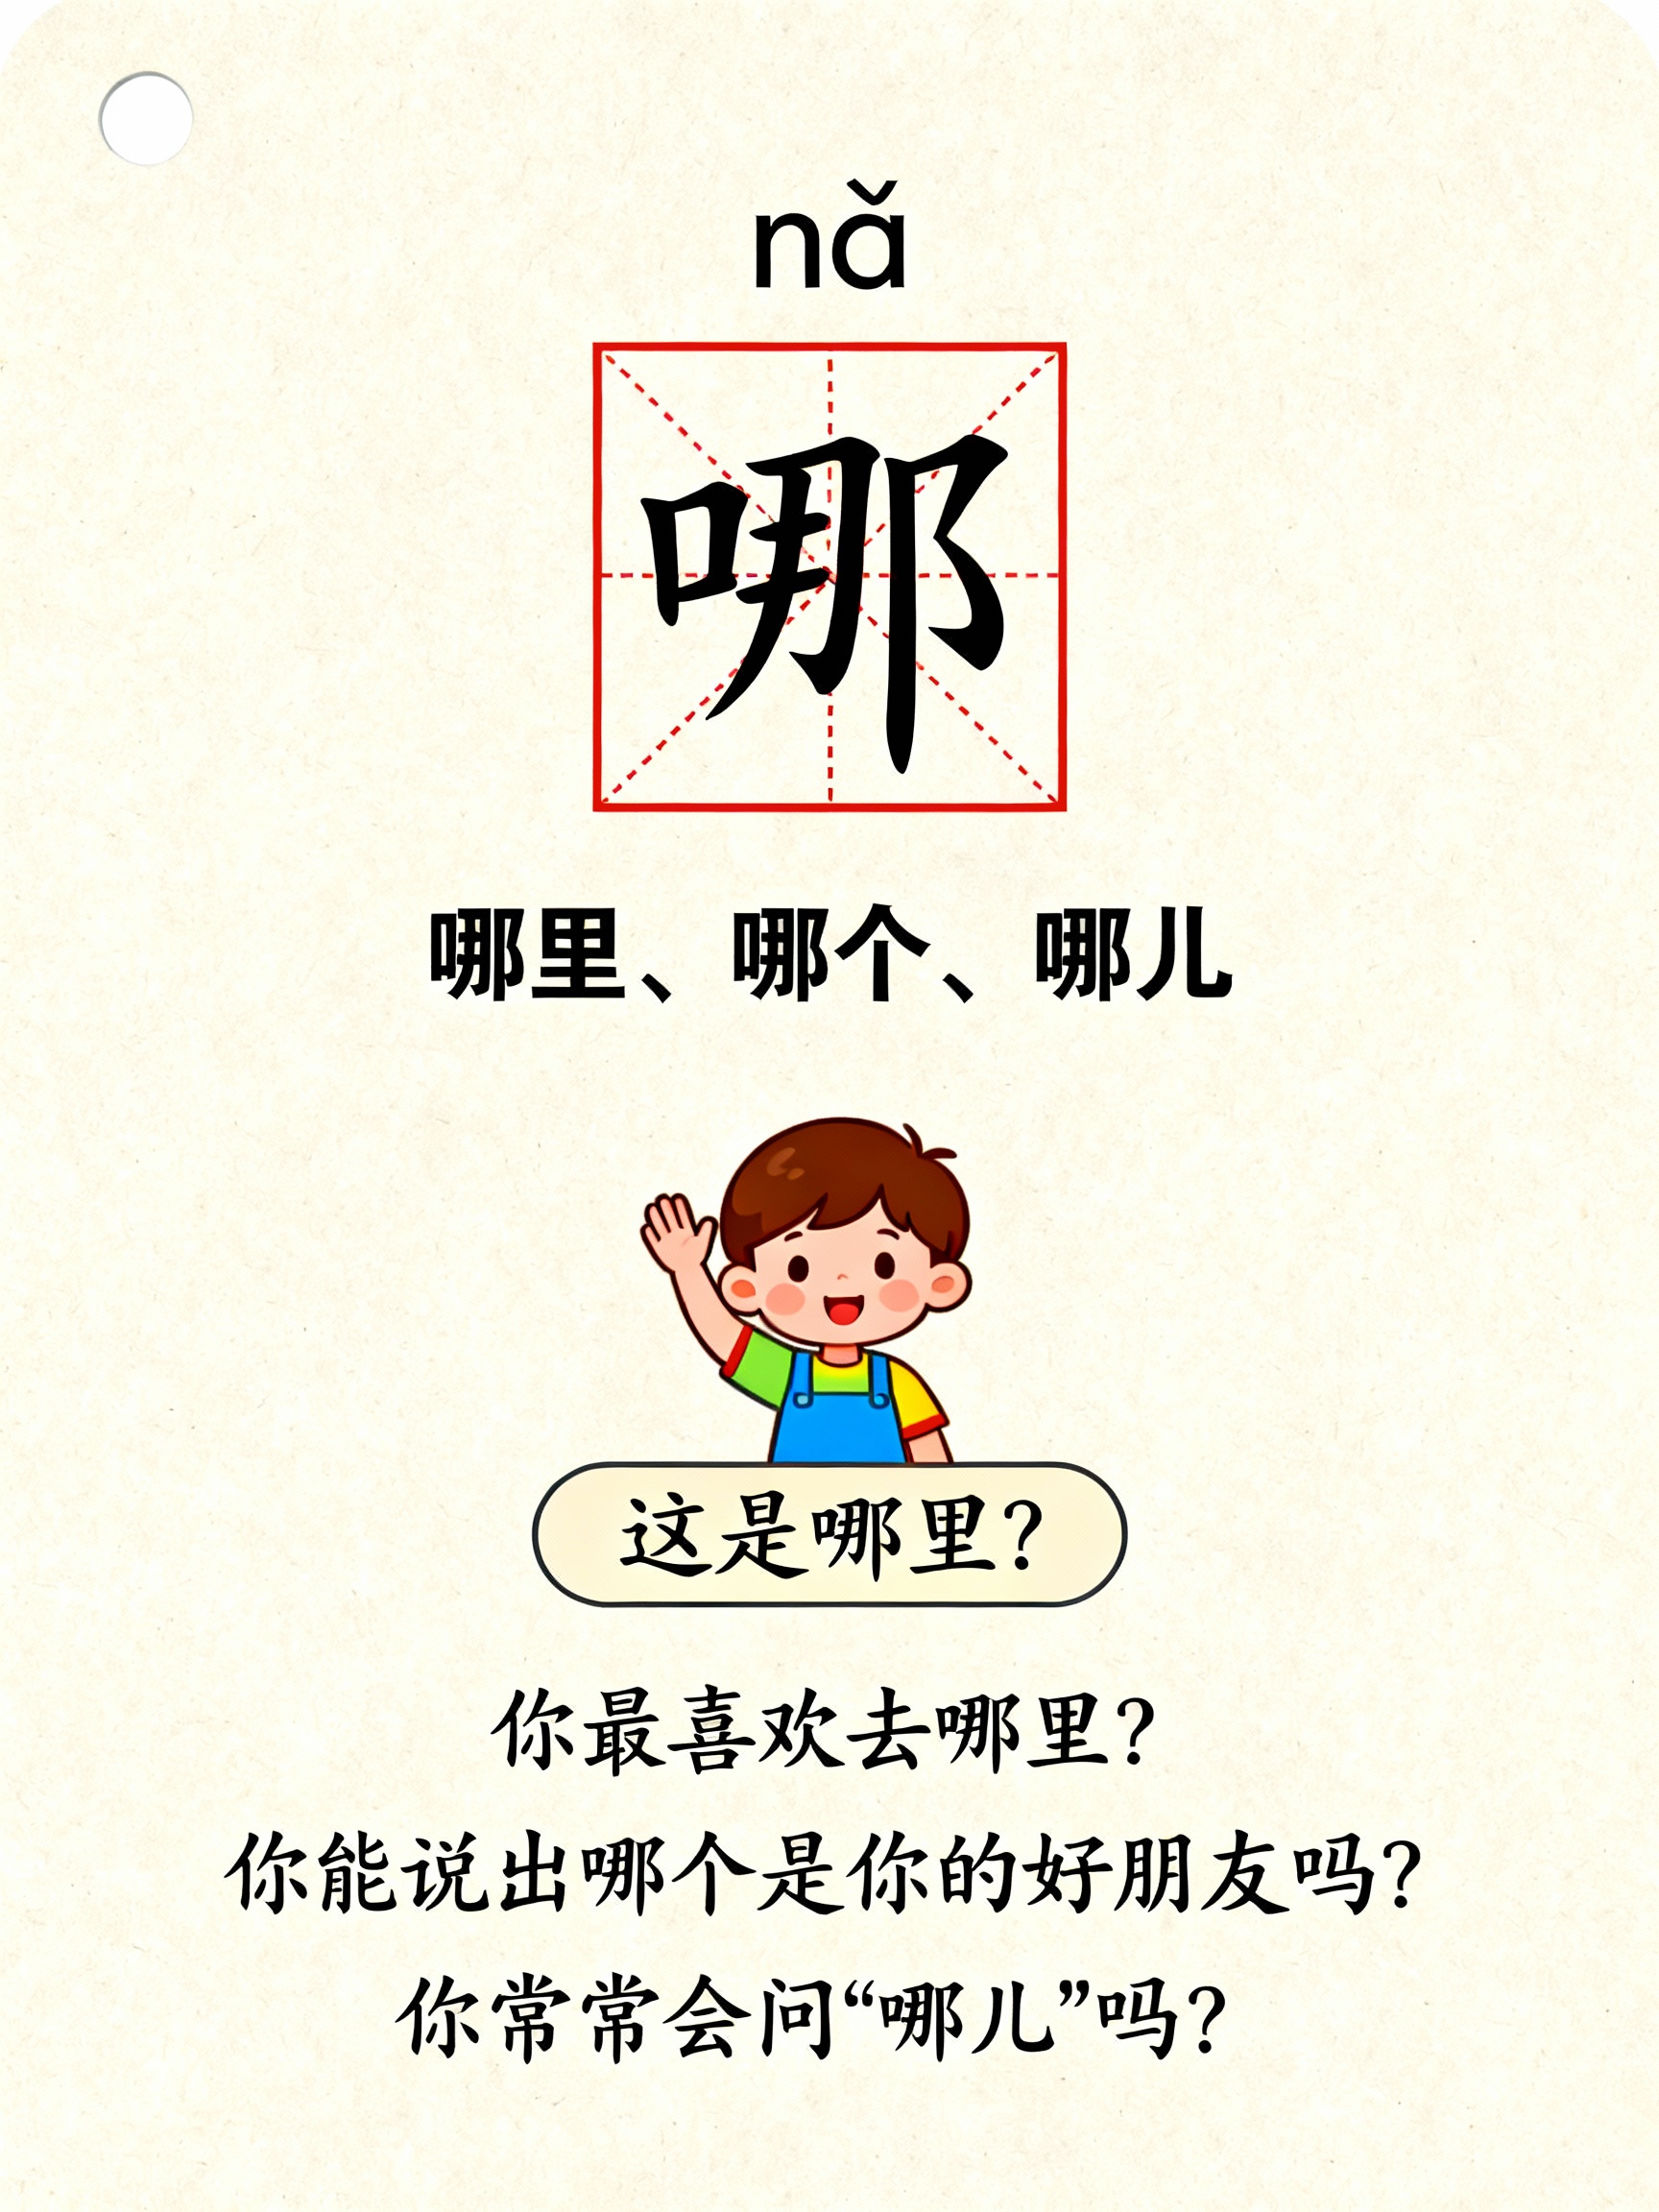 nǎ
哪
哪里、哪个、哪儿
这是哪里？
你最喜欢去哪里？
你能说出哪个是你的好朋友吗？
你常常会问“哪儿”吗？